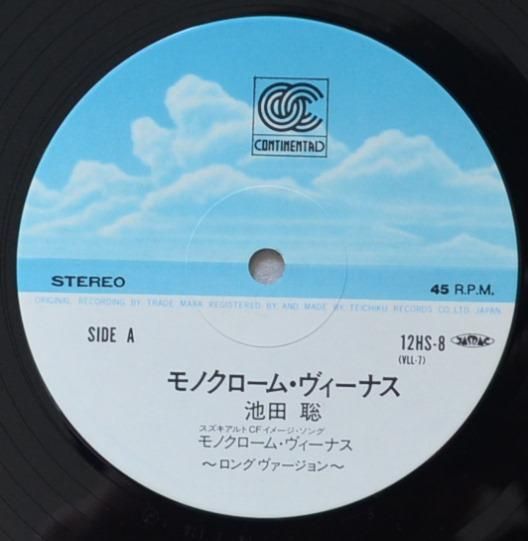 CONTINENTAL
STEREO
45 R.P.M.
ORIGINAL RECORDING BY TRADE MARK REGISTERED BY AND MADE BY TEICHIKU RECORDS CO.LTD. JAPAN
SIDE A
12HS-8 JASRAC
(VLL-7)
モノクローム・ヴィーナス
池田 聡
スズキアルトCFイメージ・ソング
モノクローム・ヴィーナス
〜ロングヴァージョン〜